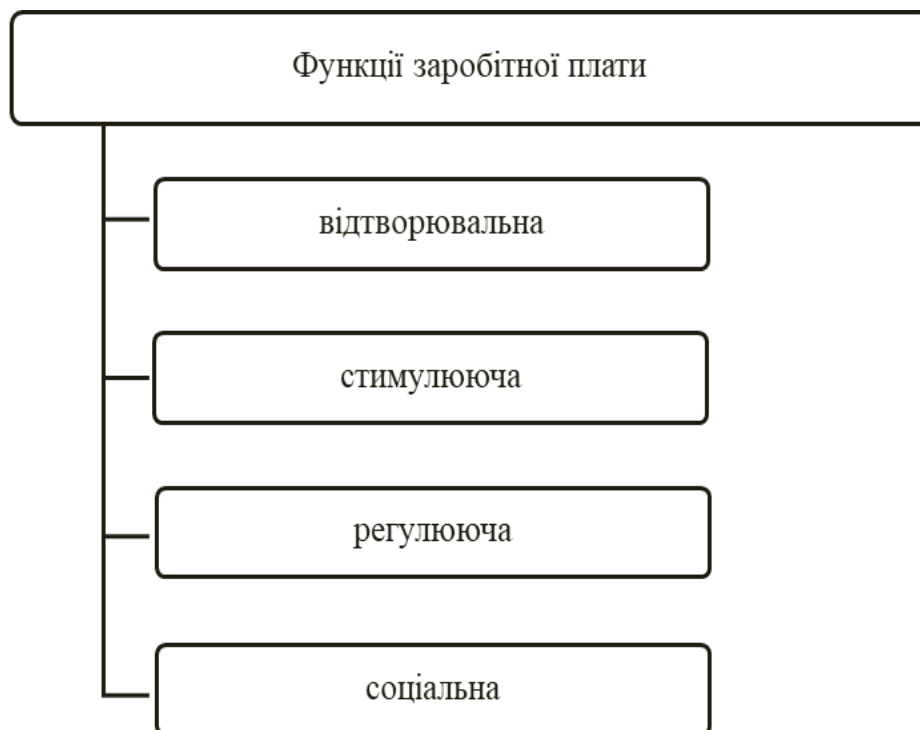 Функції заробітної плати
відтворювальна
стимулююча
регулююча
соціальна